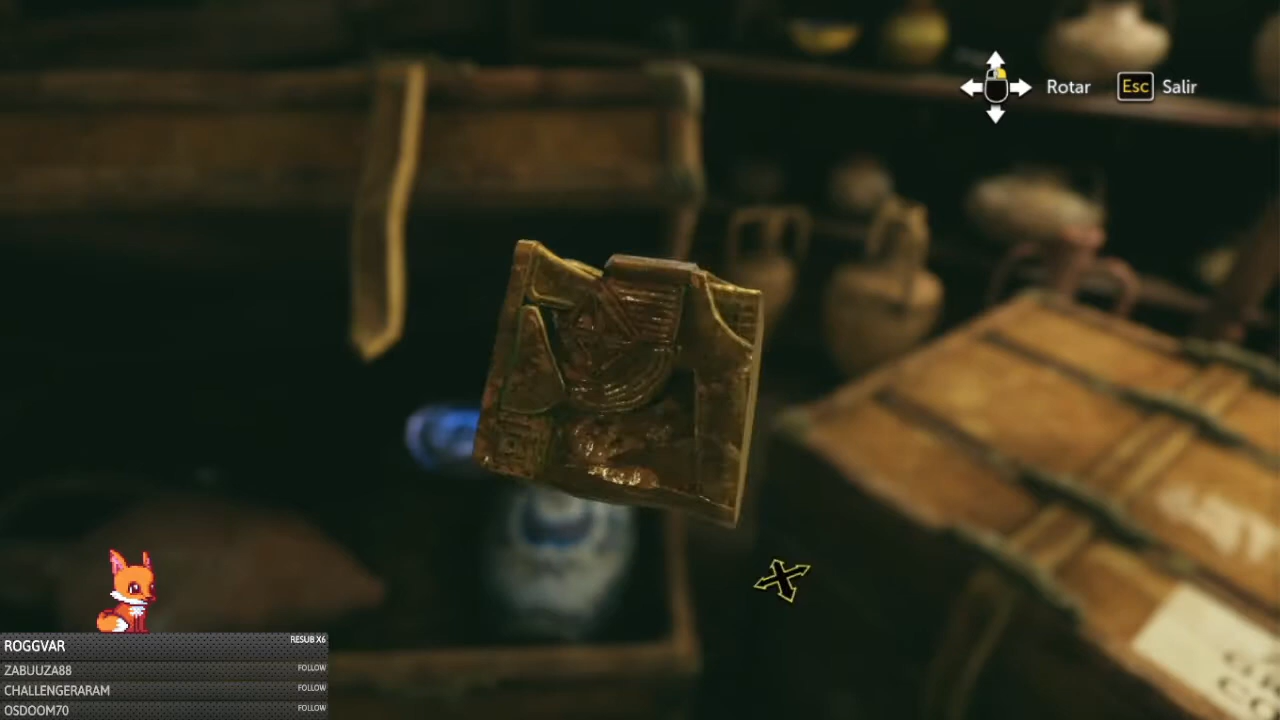 Rotar Esc Salir
ROGGVAR RESUB X6
ZABUUZA88 FOLLOW
CHALLENGERARAM FOLLOW
OSDOOM70 FOLLOW